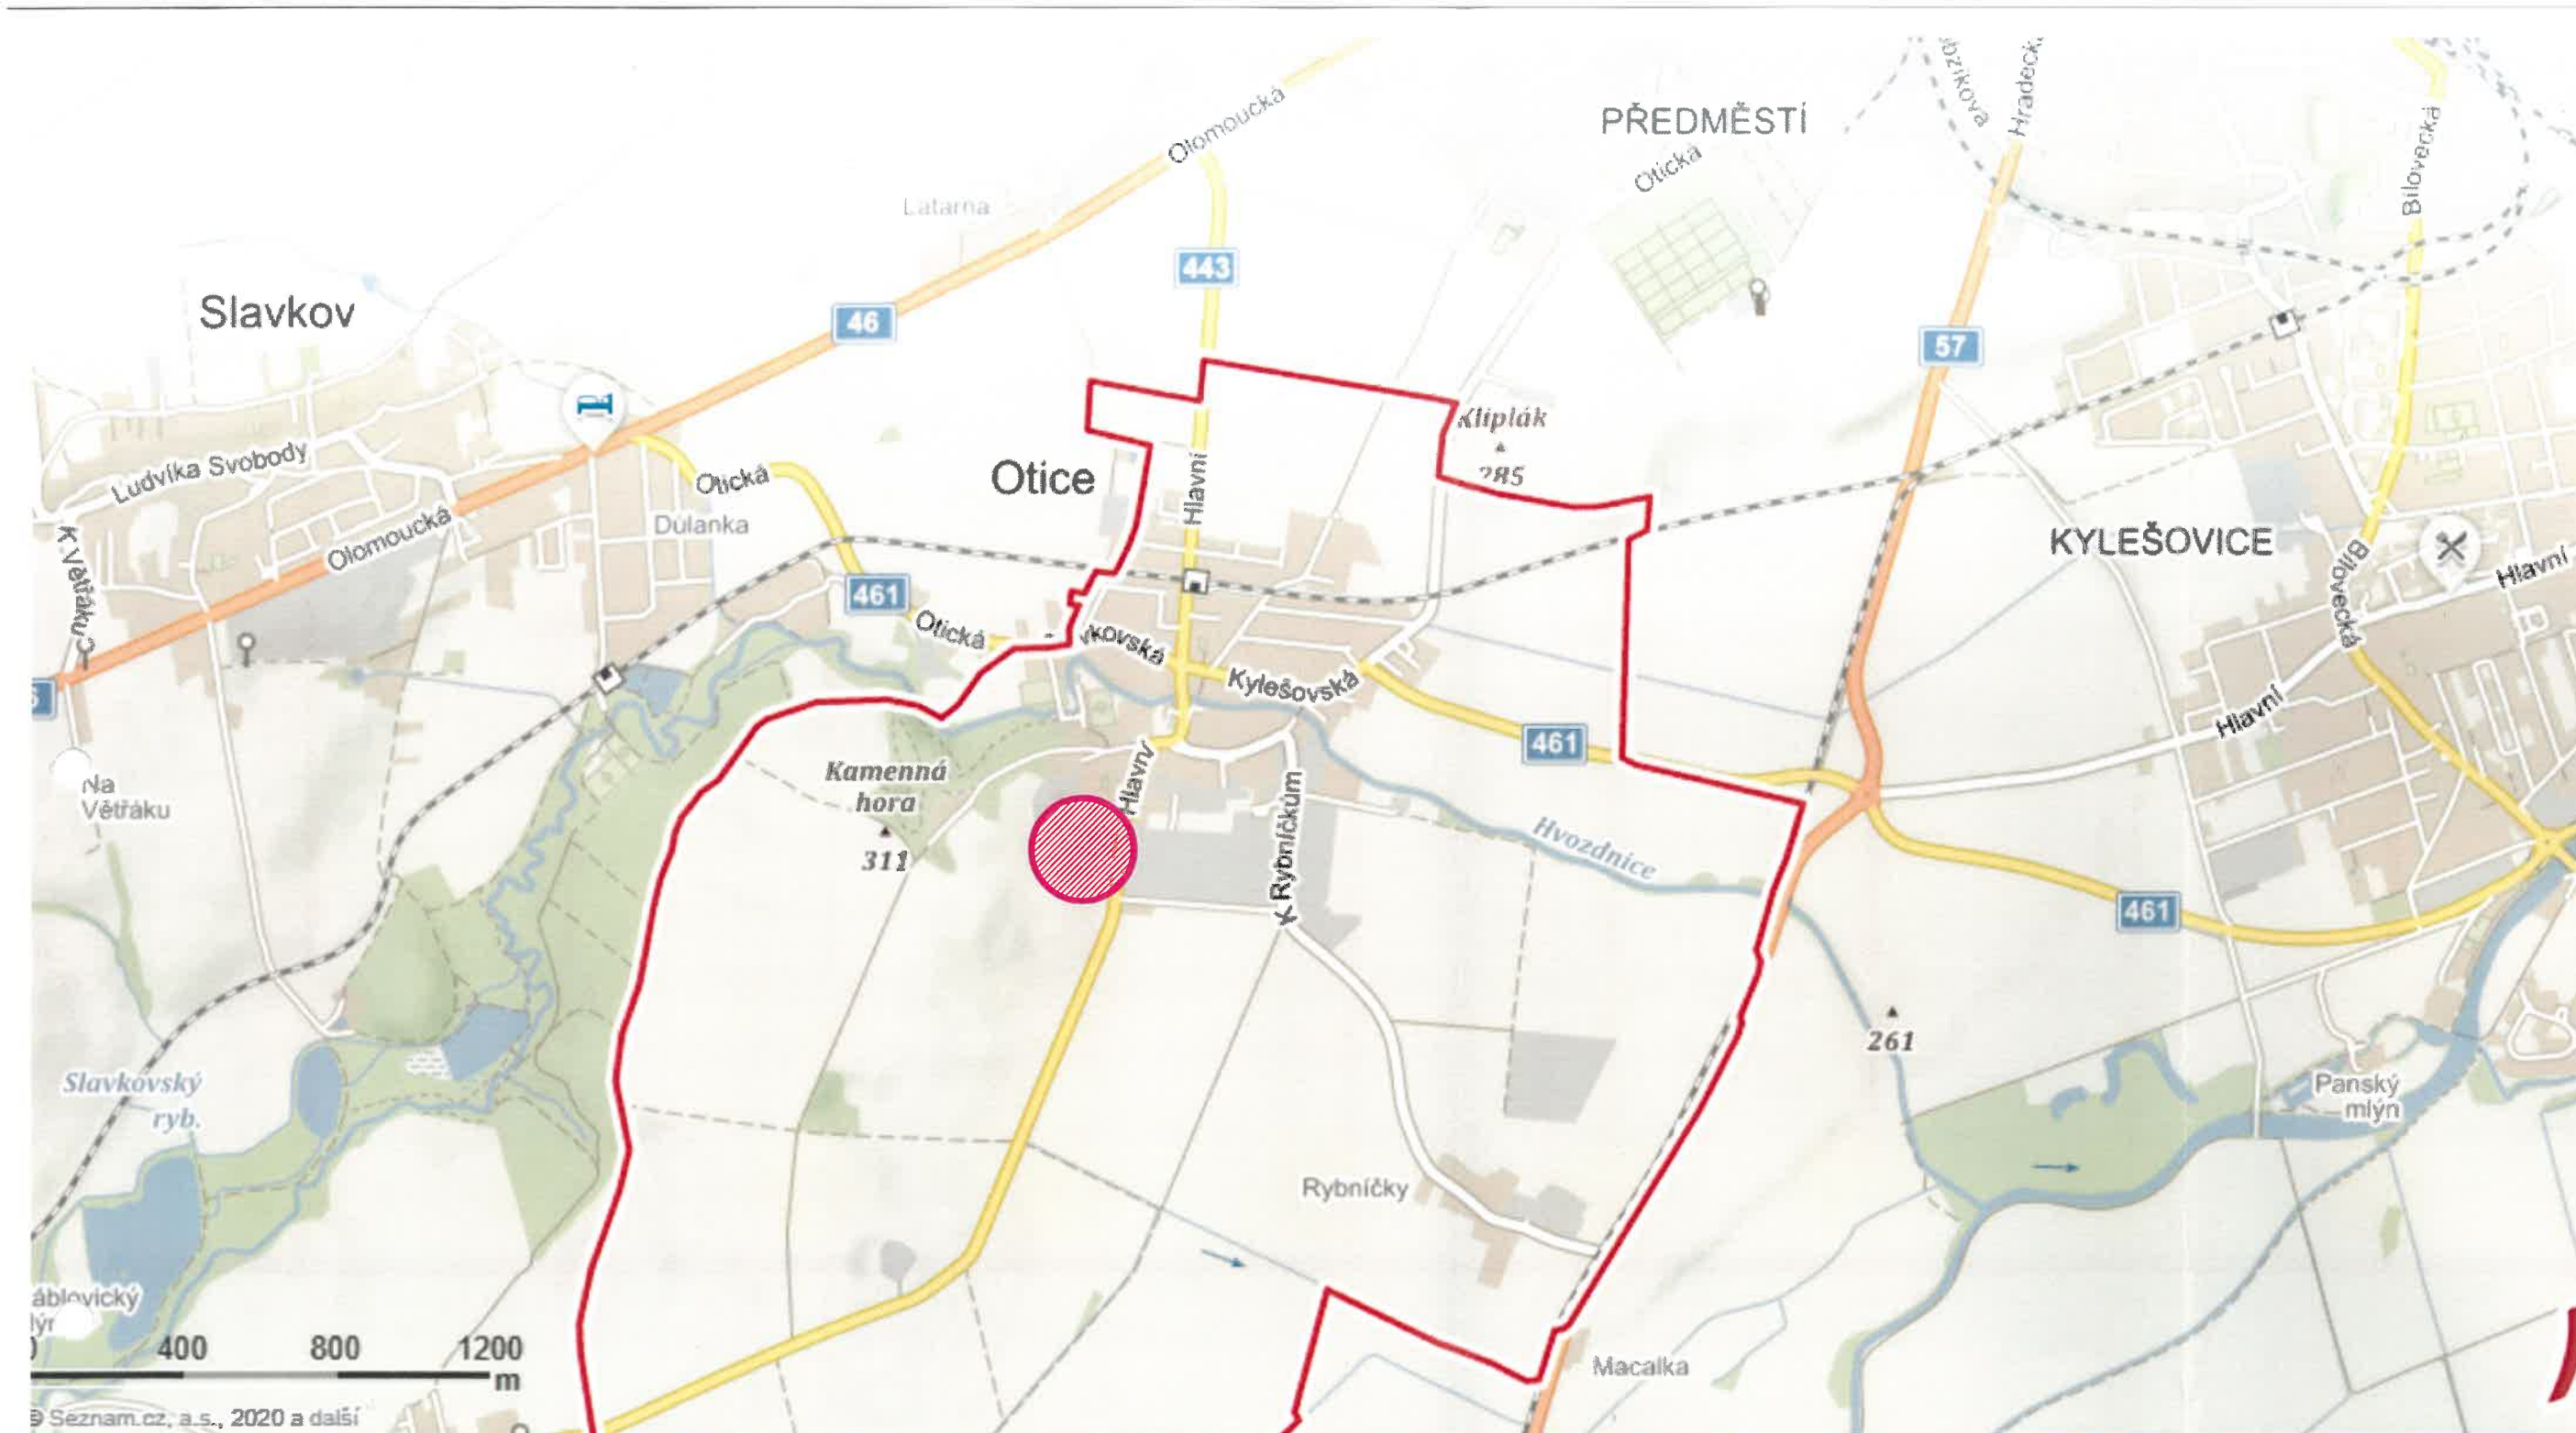 Hradecká
Olomoucká
PŘEDMĚSTÍ
Otická
Bílovecká
Latarna
443
Slavkov
46
57
Kliplák
285
Ludvíka Svobody
Otická
Otice
Hlavní
Dúlanka
Olomoucká
KYLEŠOVICE
K Větřáku
Bílovecká
Hlavní
461
Otická
Kylešovská
Hlavní
461
Na
Větřáku
Kamenná
hora
311
Hlavní
K Rybníčkům
Hvozdnice
461
261
Slavkovský
ryb.
Panský
mlýn
Rybníčky
400
800
1200
m
Macalka
© Seznam.cz, a.s., 2020 a další